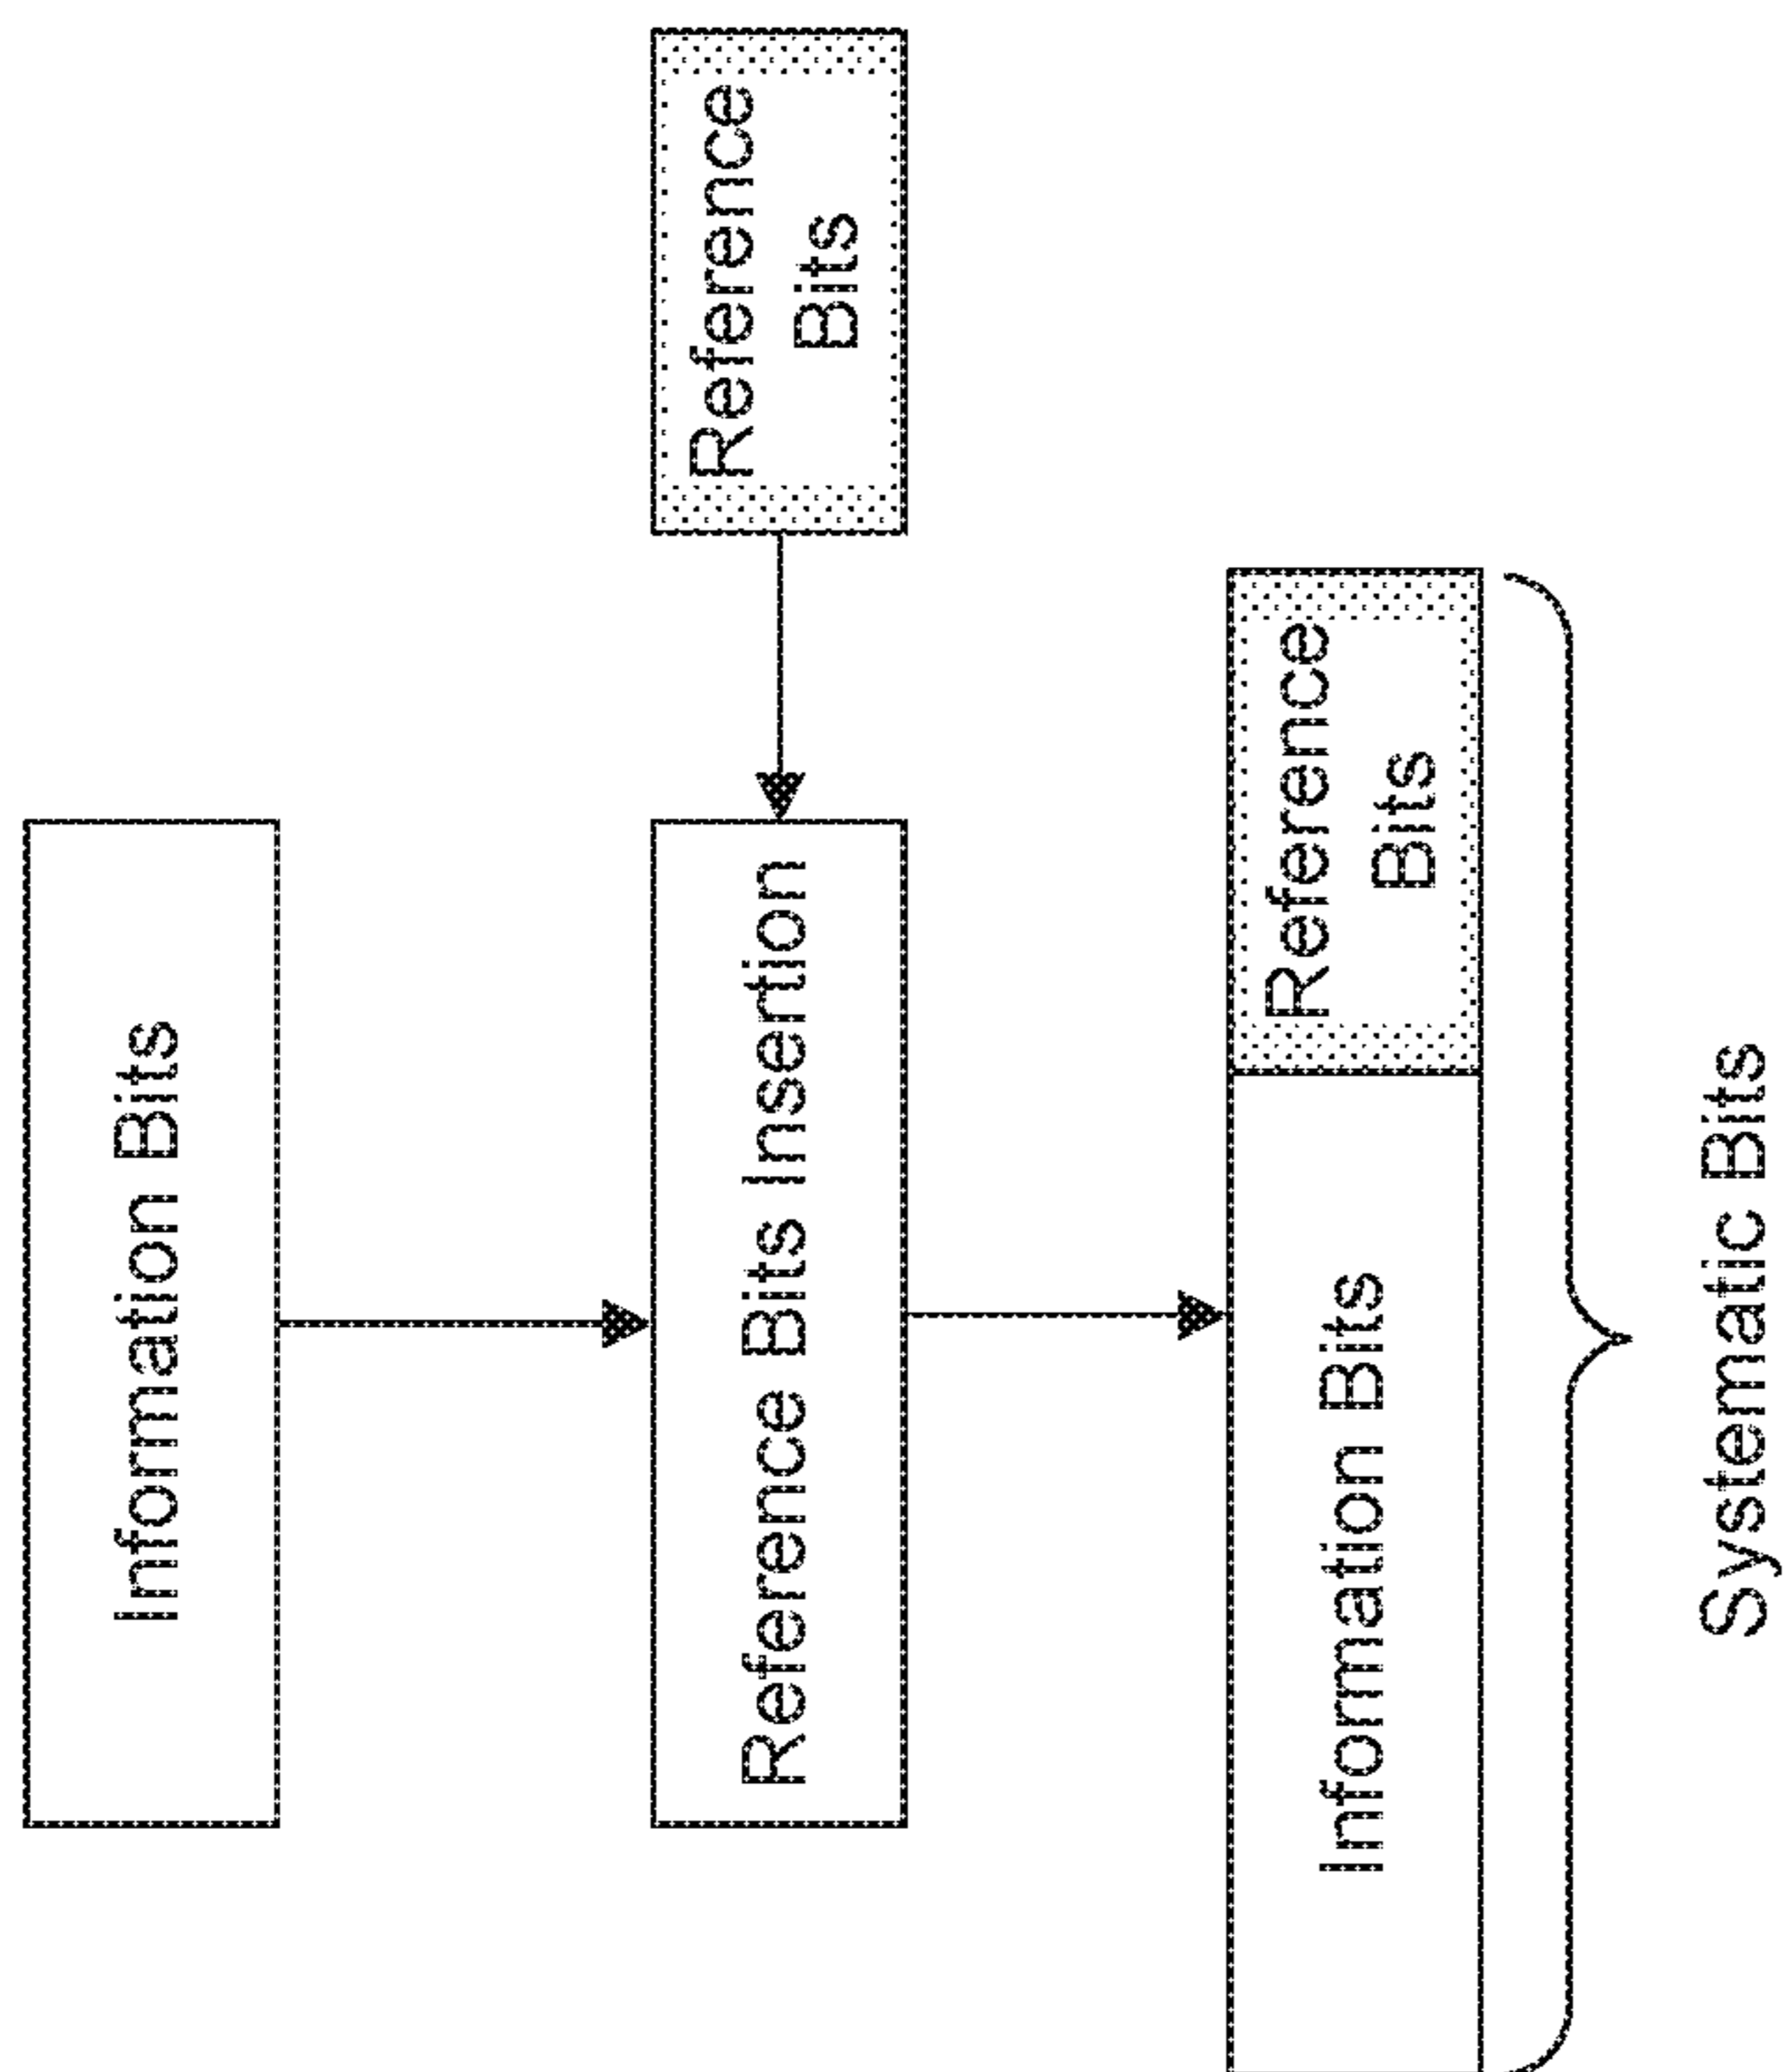 Information Bits
Reference Bits Insertion
Reference
Bits
Information Bits
Reference
Bits
Systematic Bits